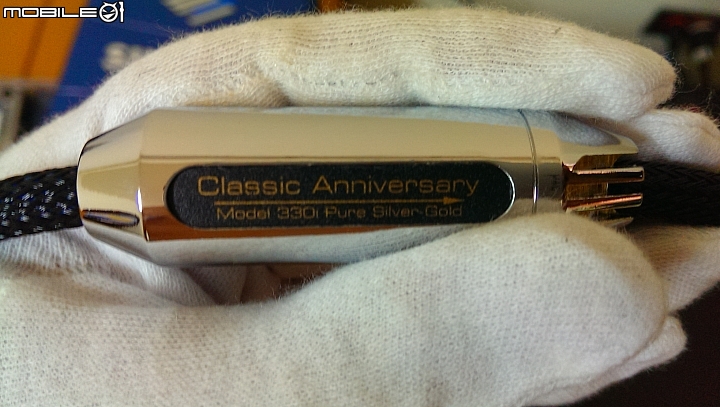 MOBILE01
Classic Anniversary
Model 330i Pure Silver-Gold